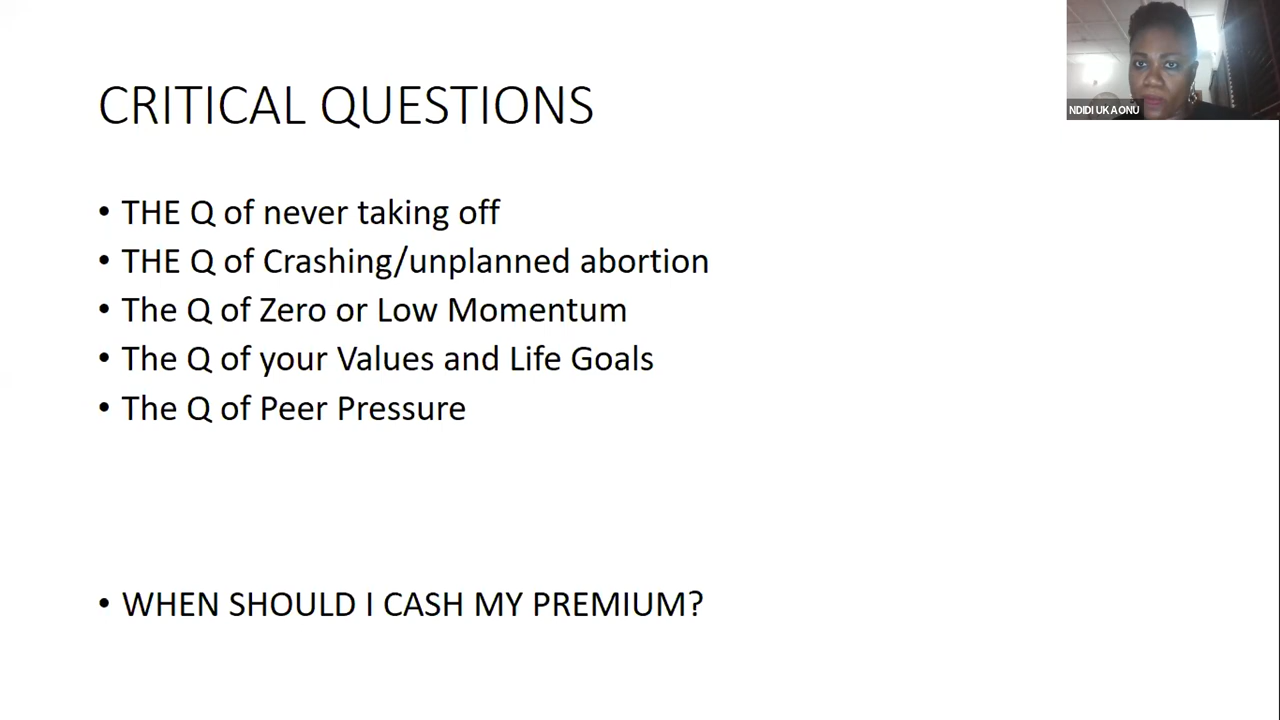 CRITICAL QUESTIONS
• THE Q of never taking off
• THE Q of Crashing/unplanned abortion
• The Q of Zero or Low Momentum
• The Q of your Values and Life Goals
• The Q of Peer Pressure
• WHEN SHOULD I CASH MY PREMIUM?
NDIDI UKAONU